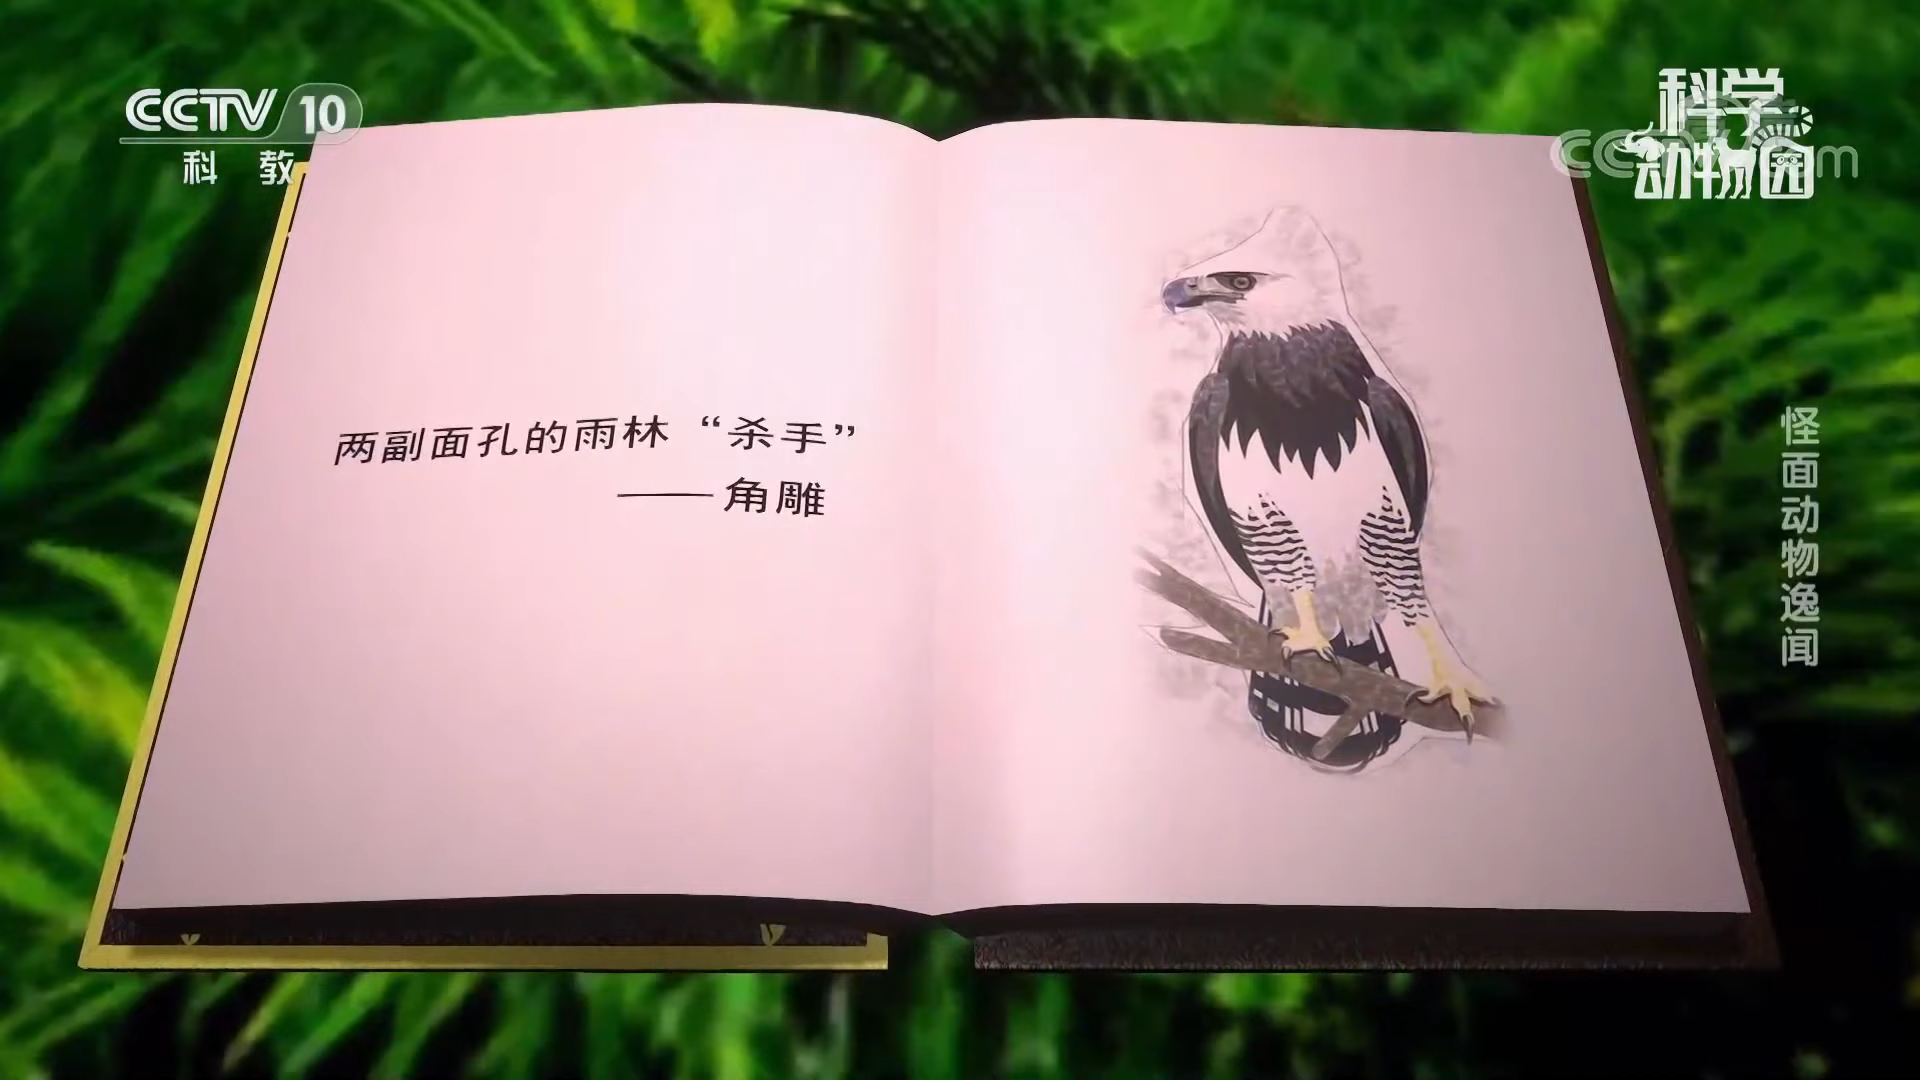 CCTV 10
科教
科学
动物园
两副面孔的雨林“杀手”
——角雕
怪面动物逸闻